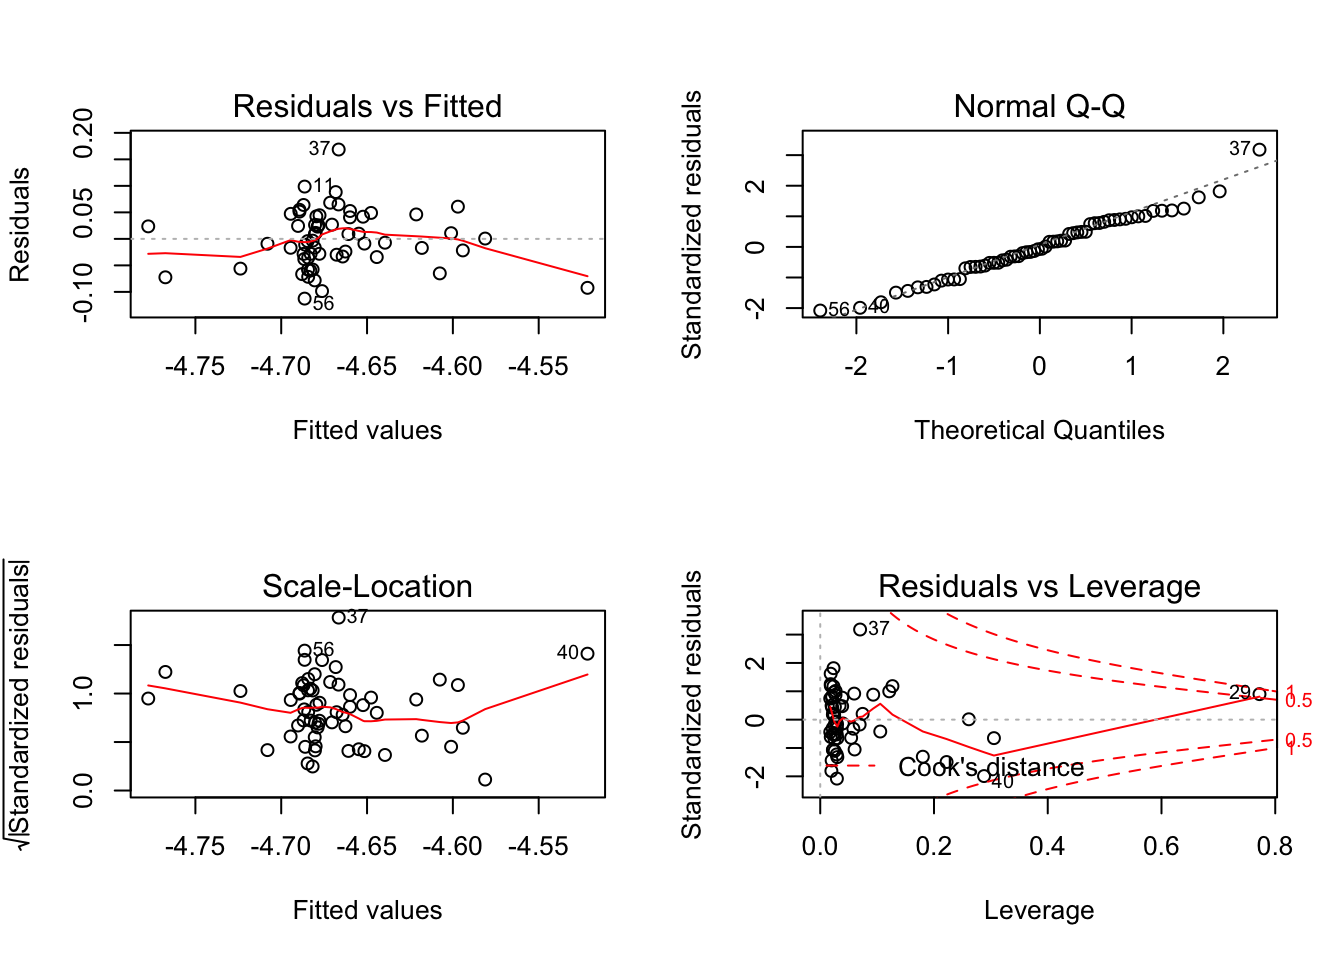 Residuals vs Fitted
Residuals
0.20
0.05
-0.10
37
11
56
-4.75 -4.70 -4.65 -4.60 -4.55
Fitted values
Normal Q-Q
Standardized residuals
2
0
-2
37
56
40
-2 -1 0 1 2
Theoretical Quantiles
Scale-Location
√|Standardized residuals|
1.0
0.0
37
56
40
-4.75 -4.70 -4.65 -4.60 -4.55
Fitted values
Residuals vs Leverage
Standardized residuals
2
0
-2
37
29
40
1
0.5
0.5
1
Cook's distance
0.0 0.2 0.4 0.6 0.8
Leverage